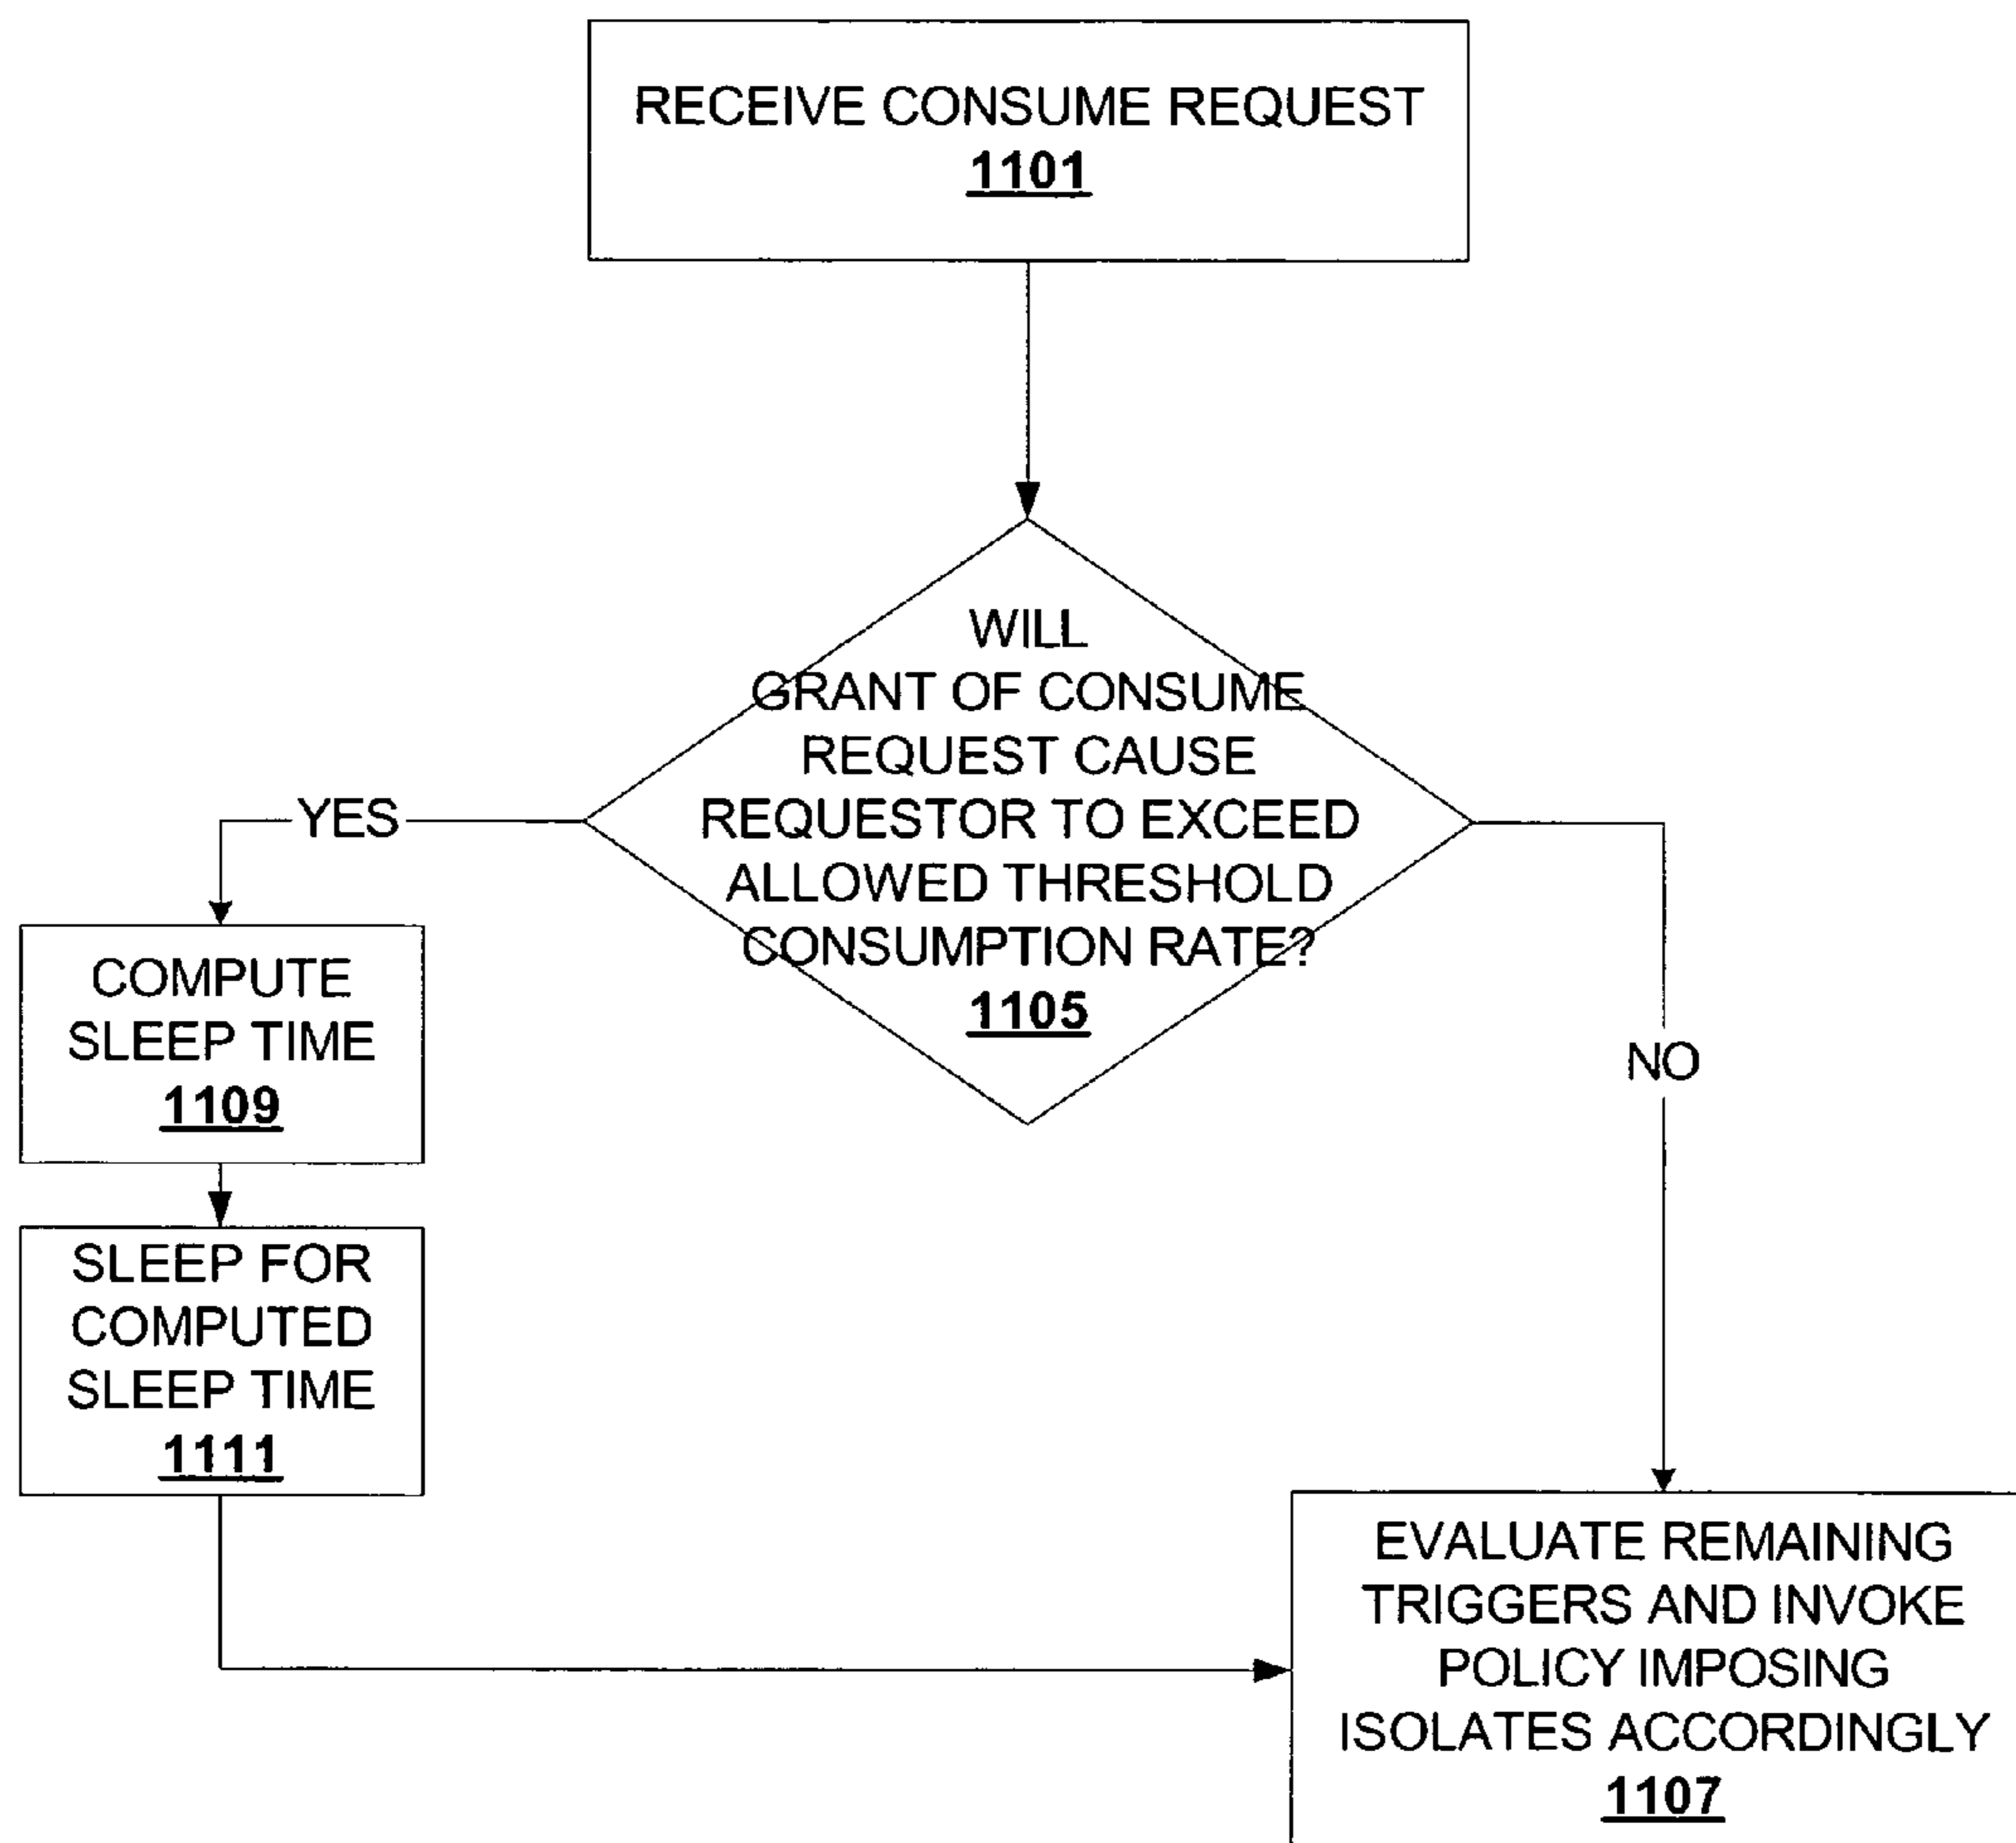 RECEIVE CONSUME REQUEST
1101
WILL
GRANT OF CONSUME
REQUEST CAUSE
REQUESTOR TO EXCEED
ALLOWED THRESHOLD
CONSUMPTION RATE?
1105
YES
NO
COMPUTE
SLEEP TIME
1109
SLEEP FOR
COMPUTED
SLEEP TIME
1111
EVALUATE REMAINING
TRIGGERS AND INVOKE
POLICY IMPOSING
ISOLATES ACCORDINGLY
1107